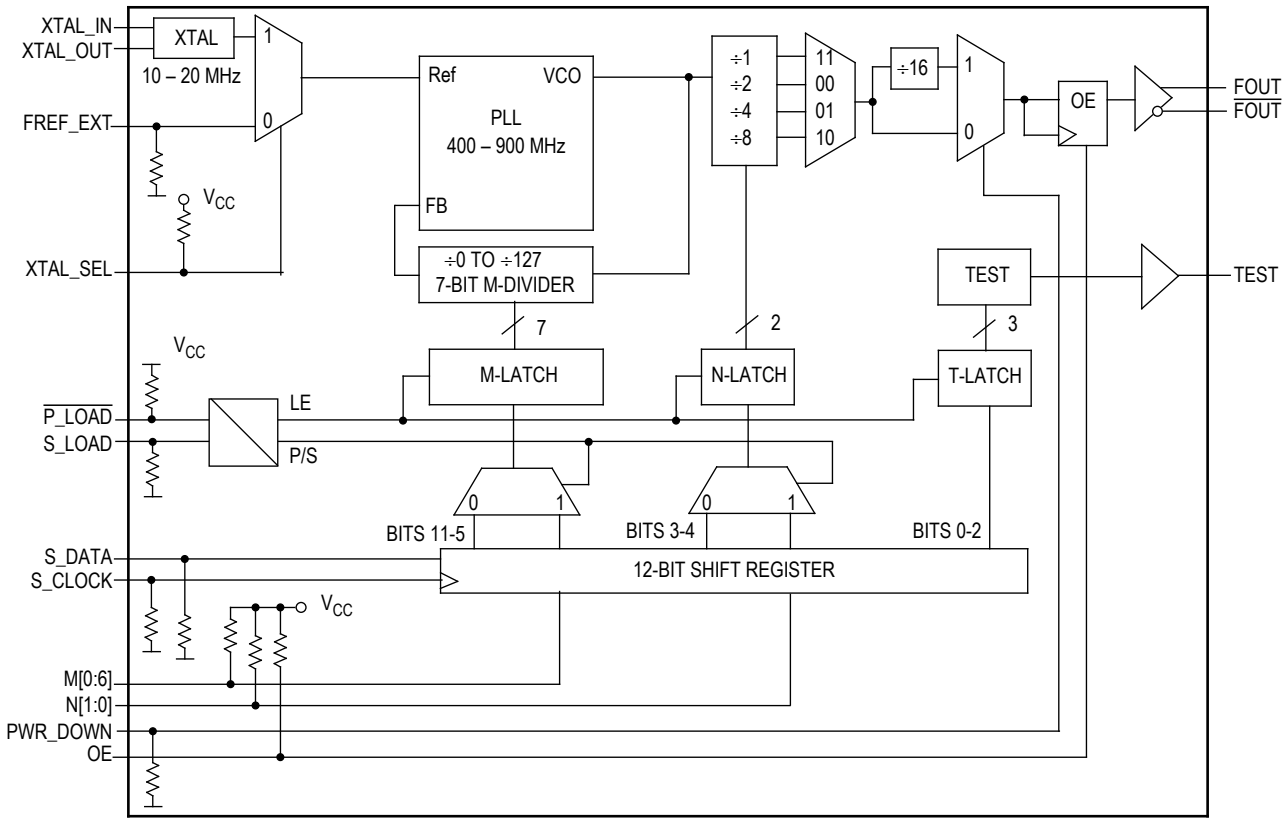 XTAL_IN
XTAL_OUT
XTAL
10 – 20 MHz
1
0
FREF_EXT
VCC
XTAL_SEL
Ref
VCO
PLL
400 – 900 MHz
FB
÷0 TO ÷127
7-BIT M-DIVIDER
7
÷1
÷2
÷4
÷8
11
00
01
10
÷16
1
0
OE
FOUT
FOUT
2
TEST
TEST
3
VCC
M-LATCH
N-LATCH
T-LATCH
P_LOAD
S_LOAD
LE
P/S
0
1
0
1
BITS 11-5
BITS 3-4
BITS 0-2
S_DATA
S_CLOCK
12-BIT SHIFT REGISTER
VCC
M[0:6]
N[1:0]
PWR_DOWN
OE